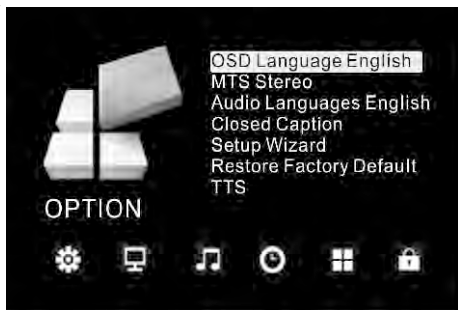 OSD Language English
MTS Stereo
Audio Languages English
Closed Caption
Setup Wizard
Restore Factory Default
TTS
OPTION